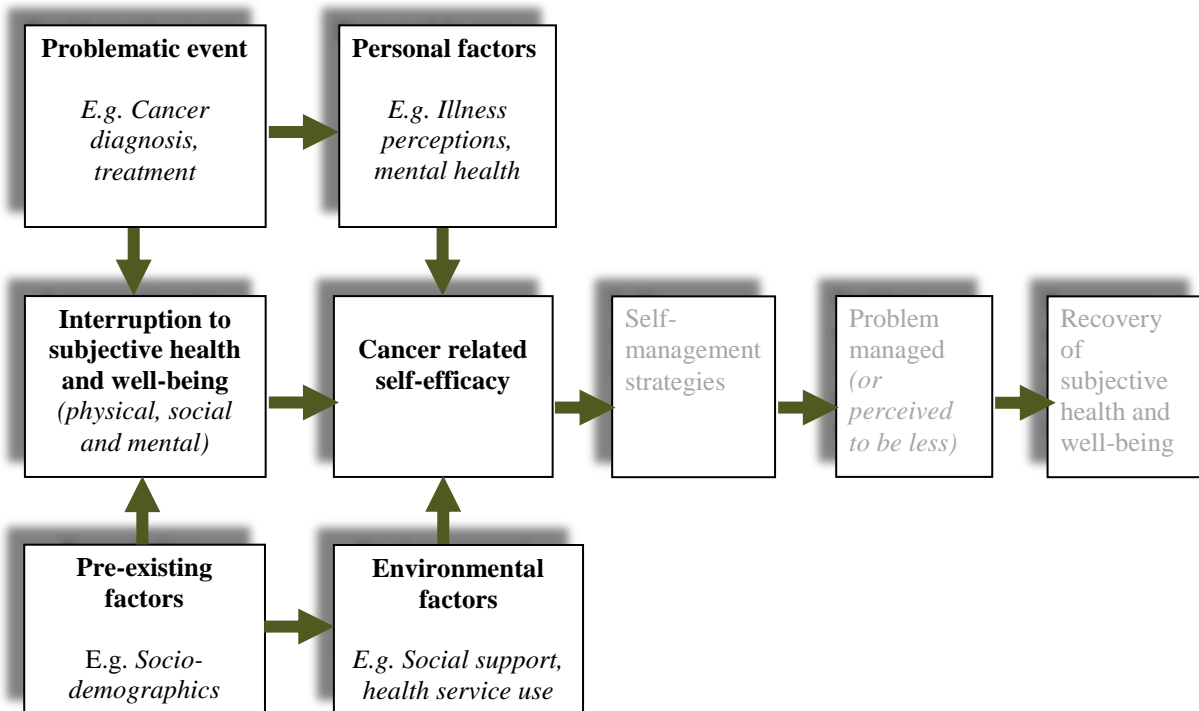 Problematic event
E.g. Cancer
diagnosis,
treatment
Personal factors
E.g. Illness
perceptions,
mental health
Interruption to
subjective health
and well-being
(physical, social
and mental)
Cancer related
self-efficacy
Self-
management
strategies
Problem
managed
(or
perceived
to be less)
Recovery
of
subjective
health and
well-being
Pre-existing
factors
E.g. Socio-
demographics
Environmental
factors
E.g. Social support,
health service use